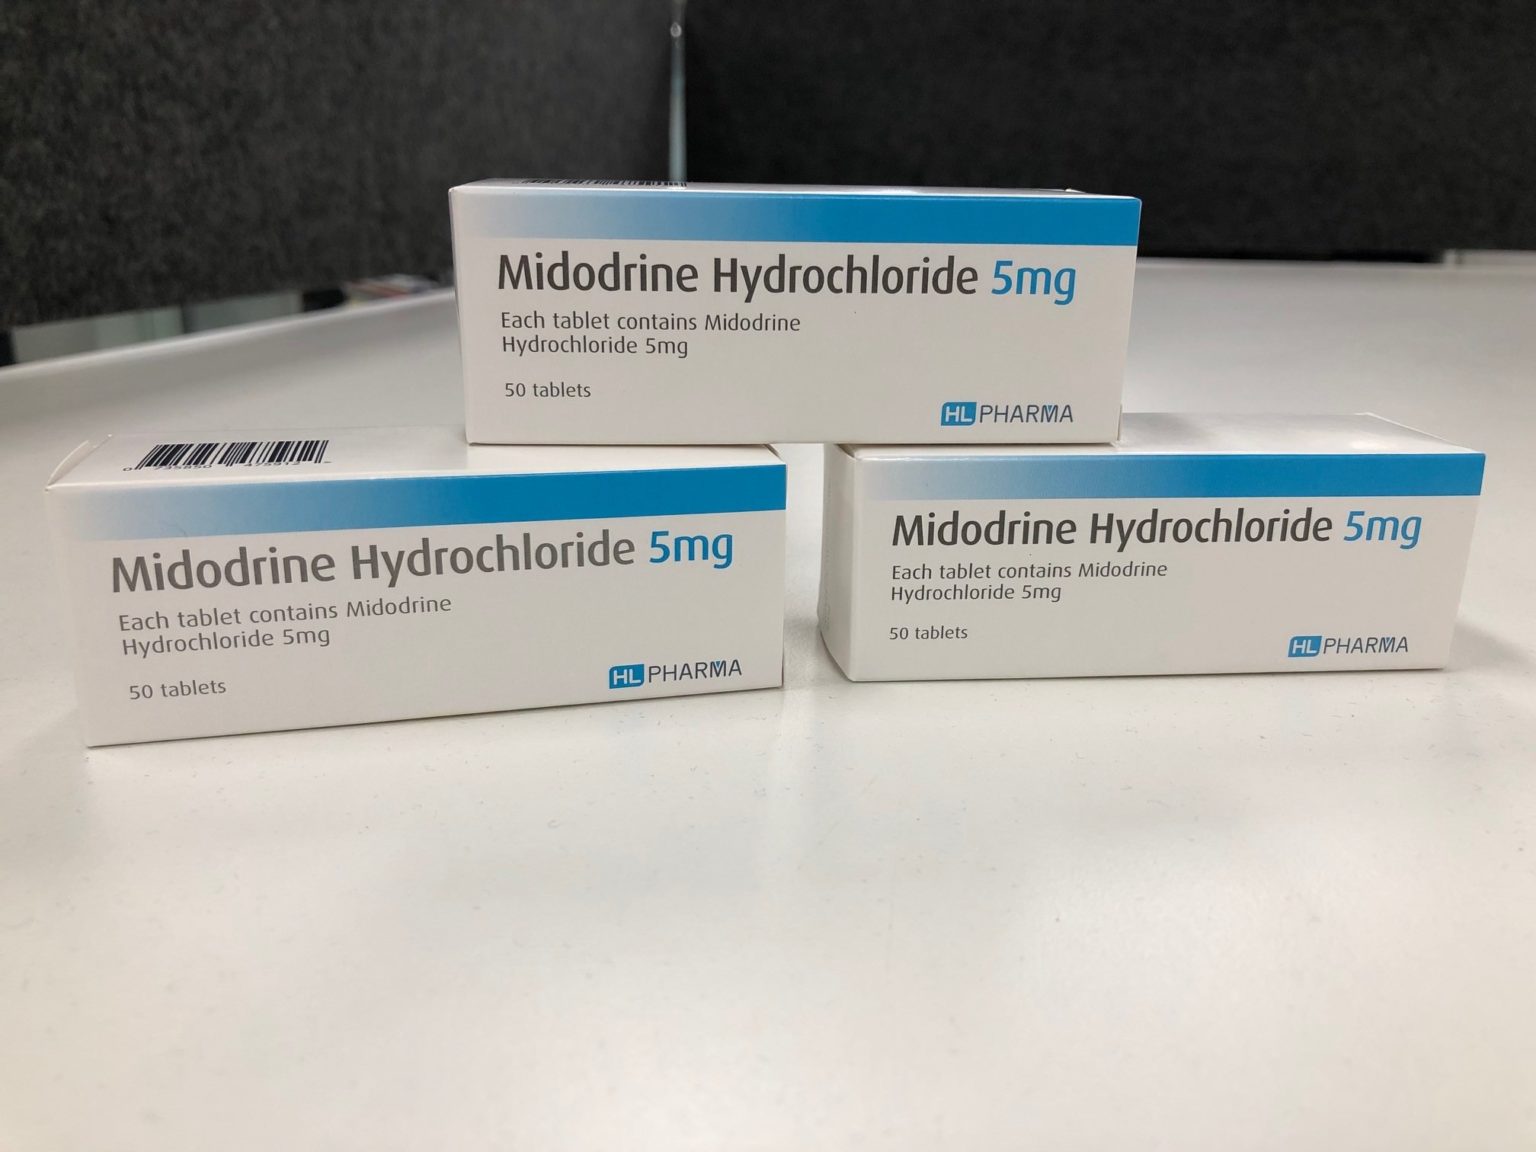 Midodrine Hydrochloride 5mg
Each tablet contains Midodrine
Hydrochloride 5mg
50 tablets
HL PHARMA
Midodrine Hydrochloride 5mg
Each tablet contains Midodrine
Hydrochloride 5mg
50 tablets
HL PHARMA
Midodrine Hydrochloride 5mg
Each tablet contains Midodrine
Hydrochloride 5mg
50 tablets
HL PHARMA